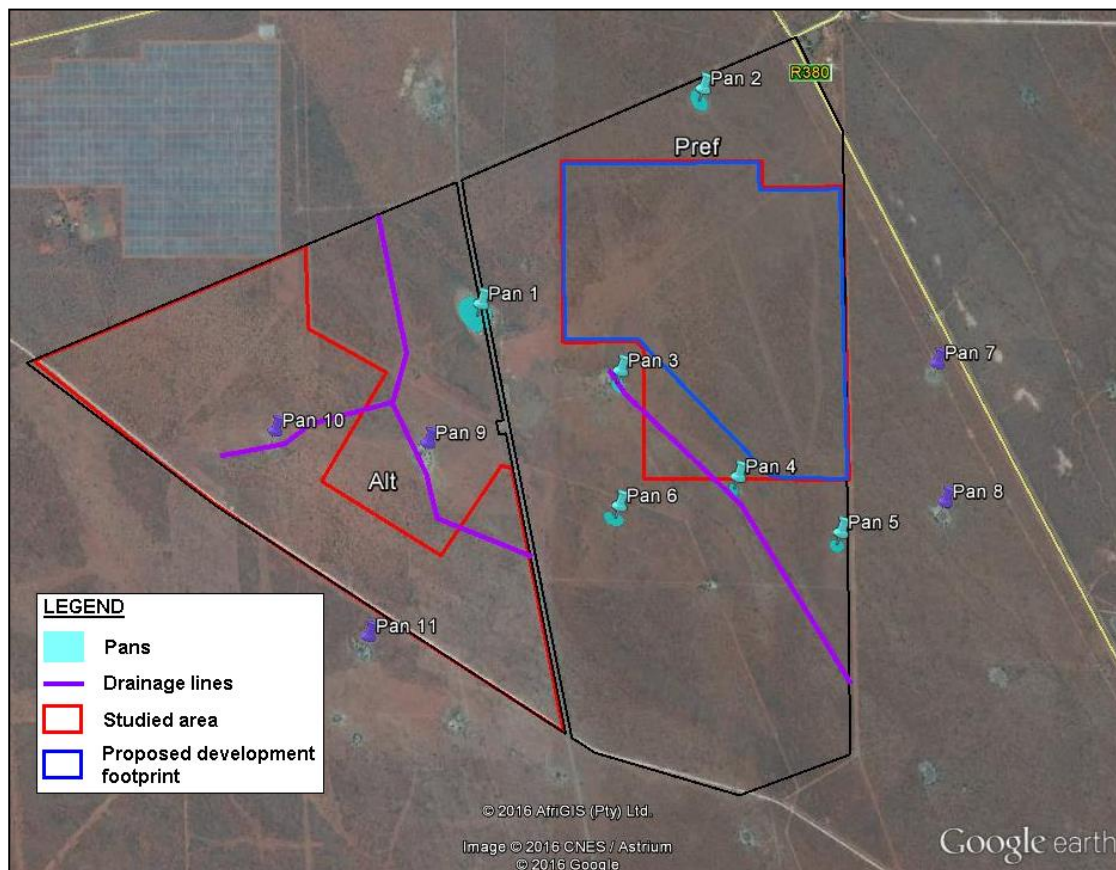 Pan 2
R380
Pref
Pan 1
Pan 3
Pan 7
Pan 10
Pan 9
Pan 4
Alt
Pan 6
Pan 8
Pan 5
Pan 11
LEGEND
Pans
Drainage lines
Studied area
Proposed development
footprint
© 2016 AfriGIS (Pty) Ltd.
Image © 2016 CNES / Astrium
© 2016 Google
Google earth